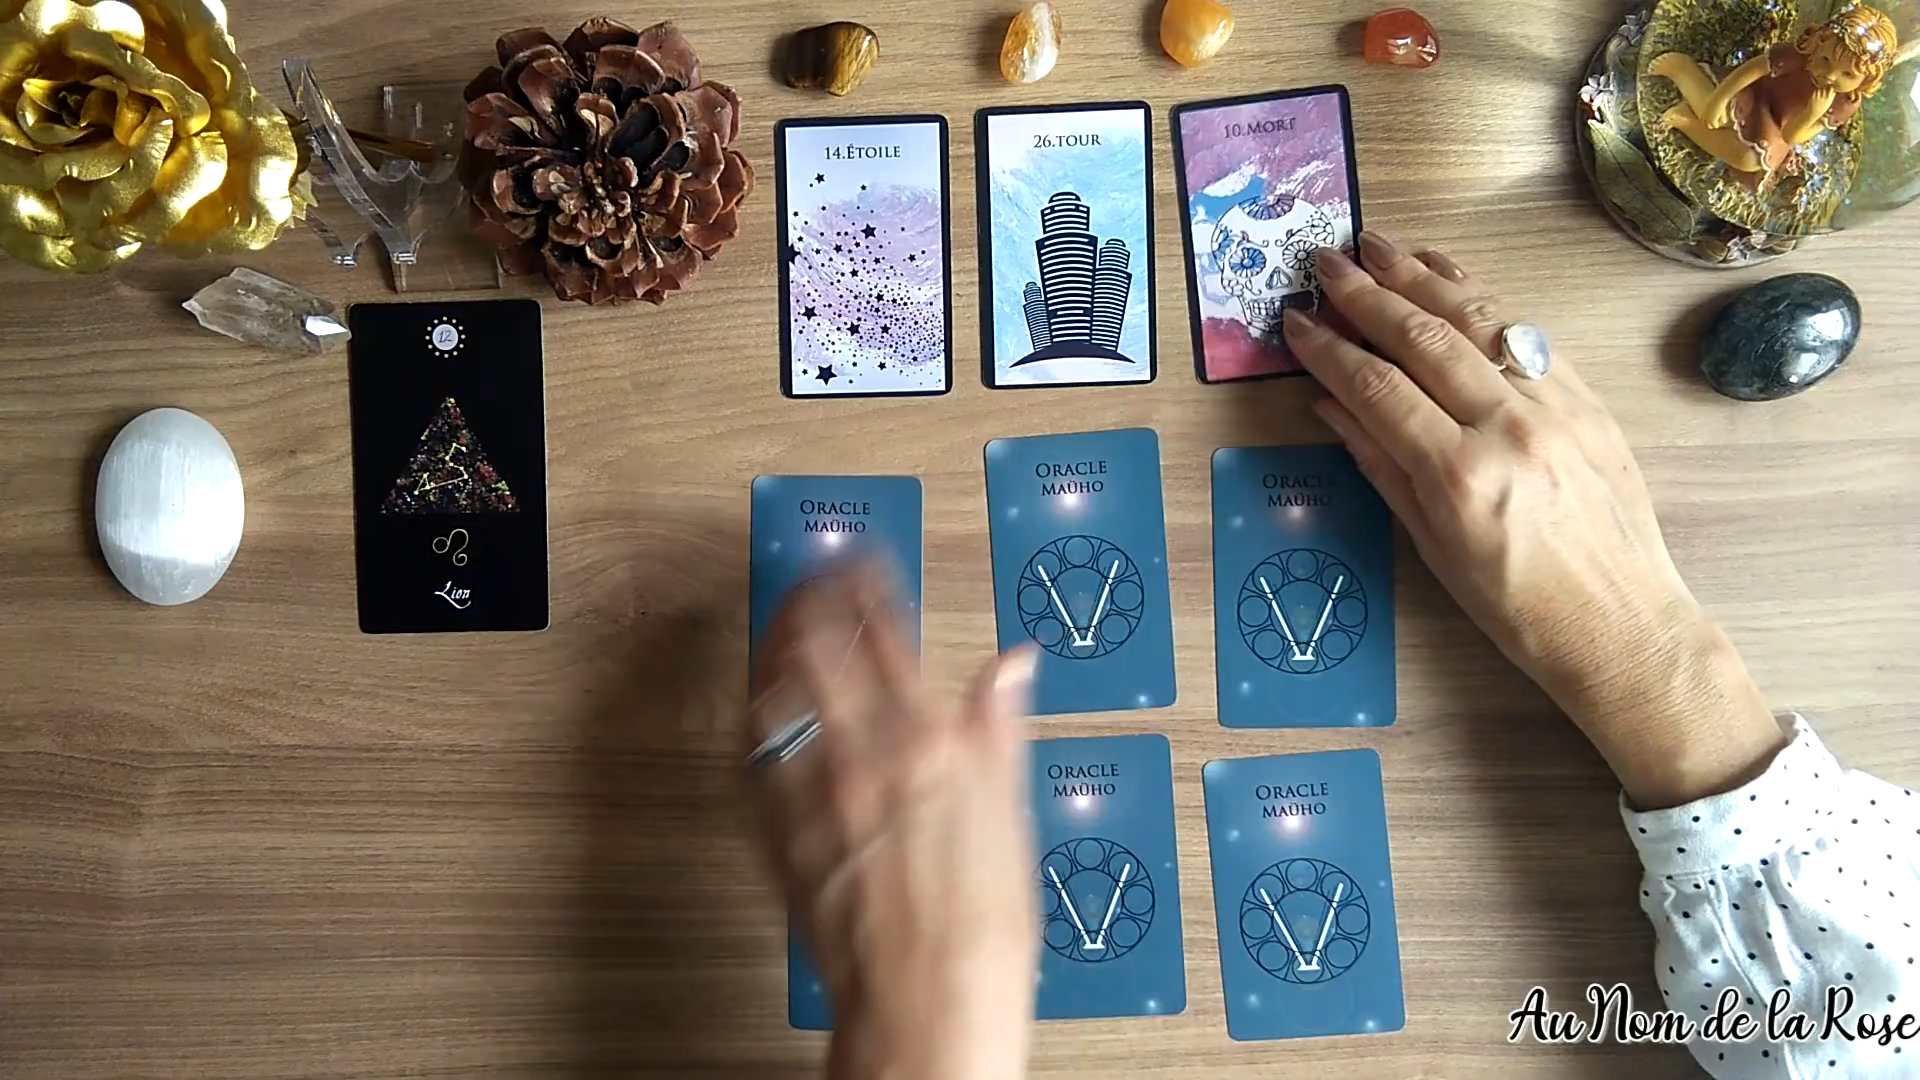 14.ÉTOILE
26.TOUR
10.MORT
12
Lion
ORACLE
MAÜHO
ORACLE
MAÜHO
ORACLE
MAÜHO
ORACLE
MAÜHO
ORACLE
MAÜHO
Au Nom de la Rose